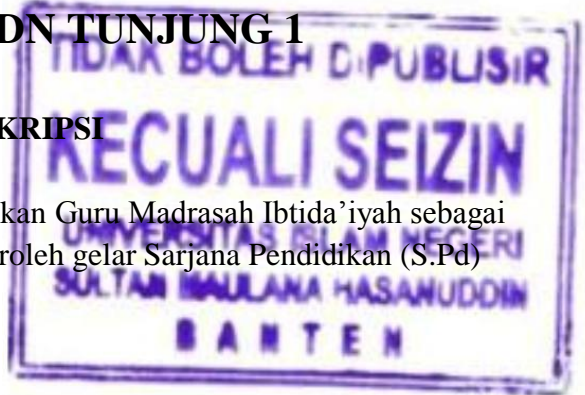 DN TUNJUNG 1
TIDAK BOLEH DIPUBLISIR
KRIPSI
KECUALI SEIZIN
kan Guru Madrasah Ibtida’iyah sebagai
UNIVERSITAS ISLAM NEGERI
roleh gelar Sarjana Pendidikan (S.Pd)
SULTAN MAULANA HASANUDDIN
BANTEN